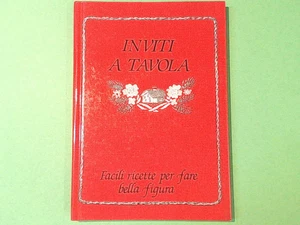 INVITI
A TAVOLA
Facili ricette per fare
bella figura